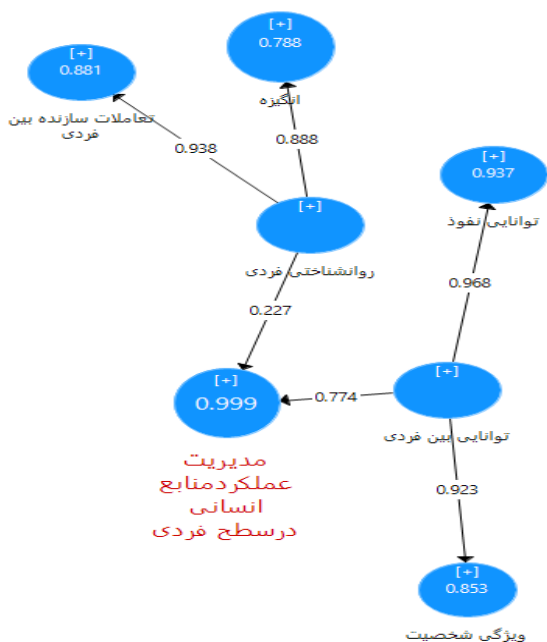 [+]
0.788
انگیزه
[+]
0.881
تعاملات سازنده بین
فردی
0.938
0.888
[+]
0.937
توانایی نفوذ
[+]
روانشناختی فردی
0.227
0.968
[+]
0.999
0.774
[+]
توانایی بین فردی
مدیریت
عملکردمنابع
انسانی
درسطح فردی
0.923
[+]
0.853
ویژگی شخصیت